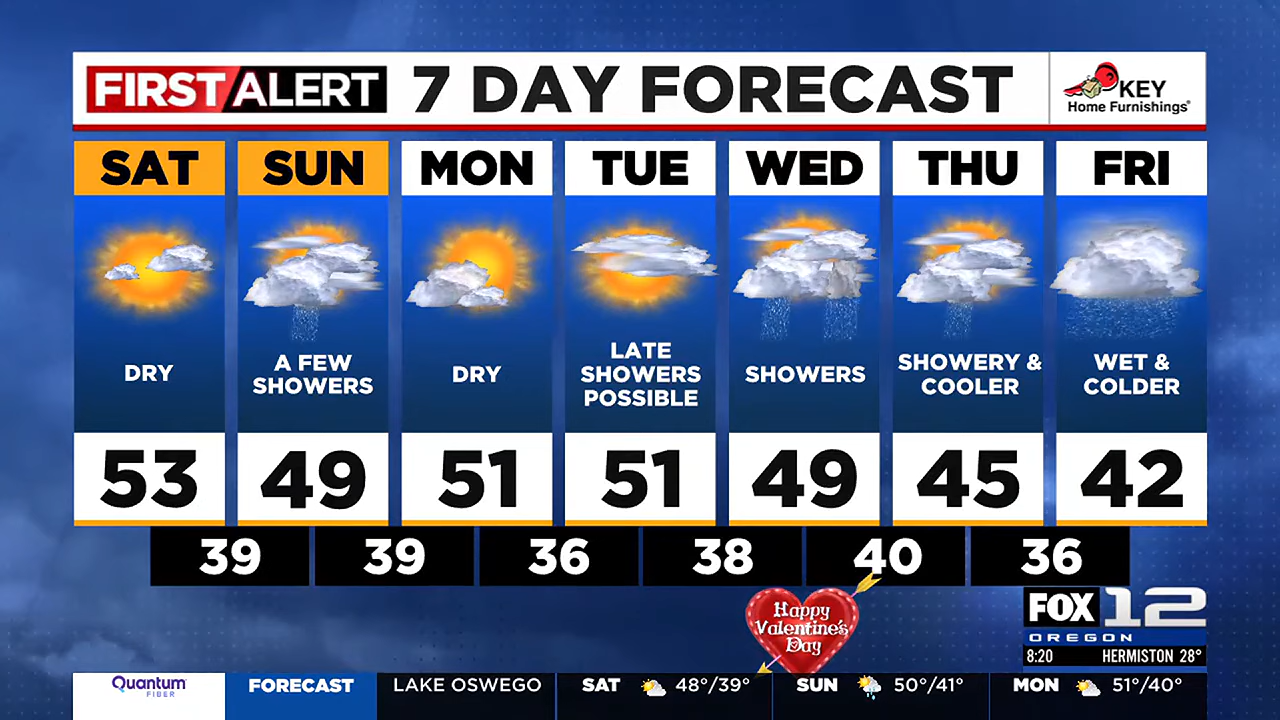 FIRST ALERT 7 DAY FORECAST
KEY
Home Furnishings
SAT SUN MON TUE WED THU FRI
DRY
A FEW
SHOWERS
DRY
LATE
SHOWERS
POSSIBLE
SHOWERS
SHOWERY &
COOLER
WET &
COLDER
53 49 51 51 49 45 42
39 39 36 38 40 36
Happy
Valentine's
Day
FOX 12
OREGON
8:20 HERMISTON 28°
Quantum
FIBER
FORECAST LAKE OSWEGO SAT 48°/39° SUN 50°/41° MON 51°/40°